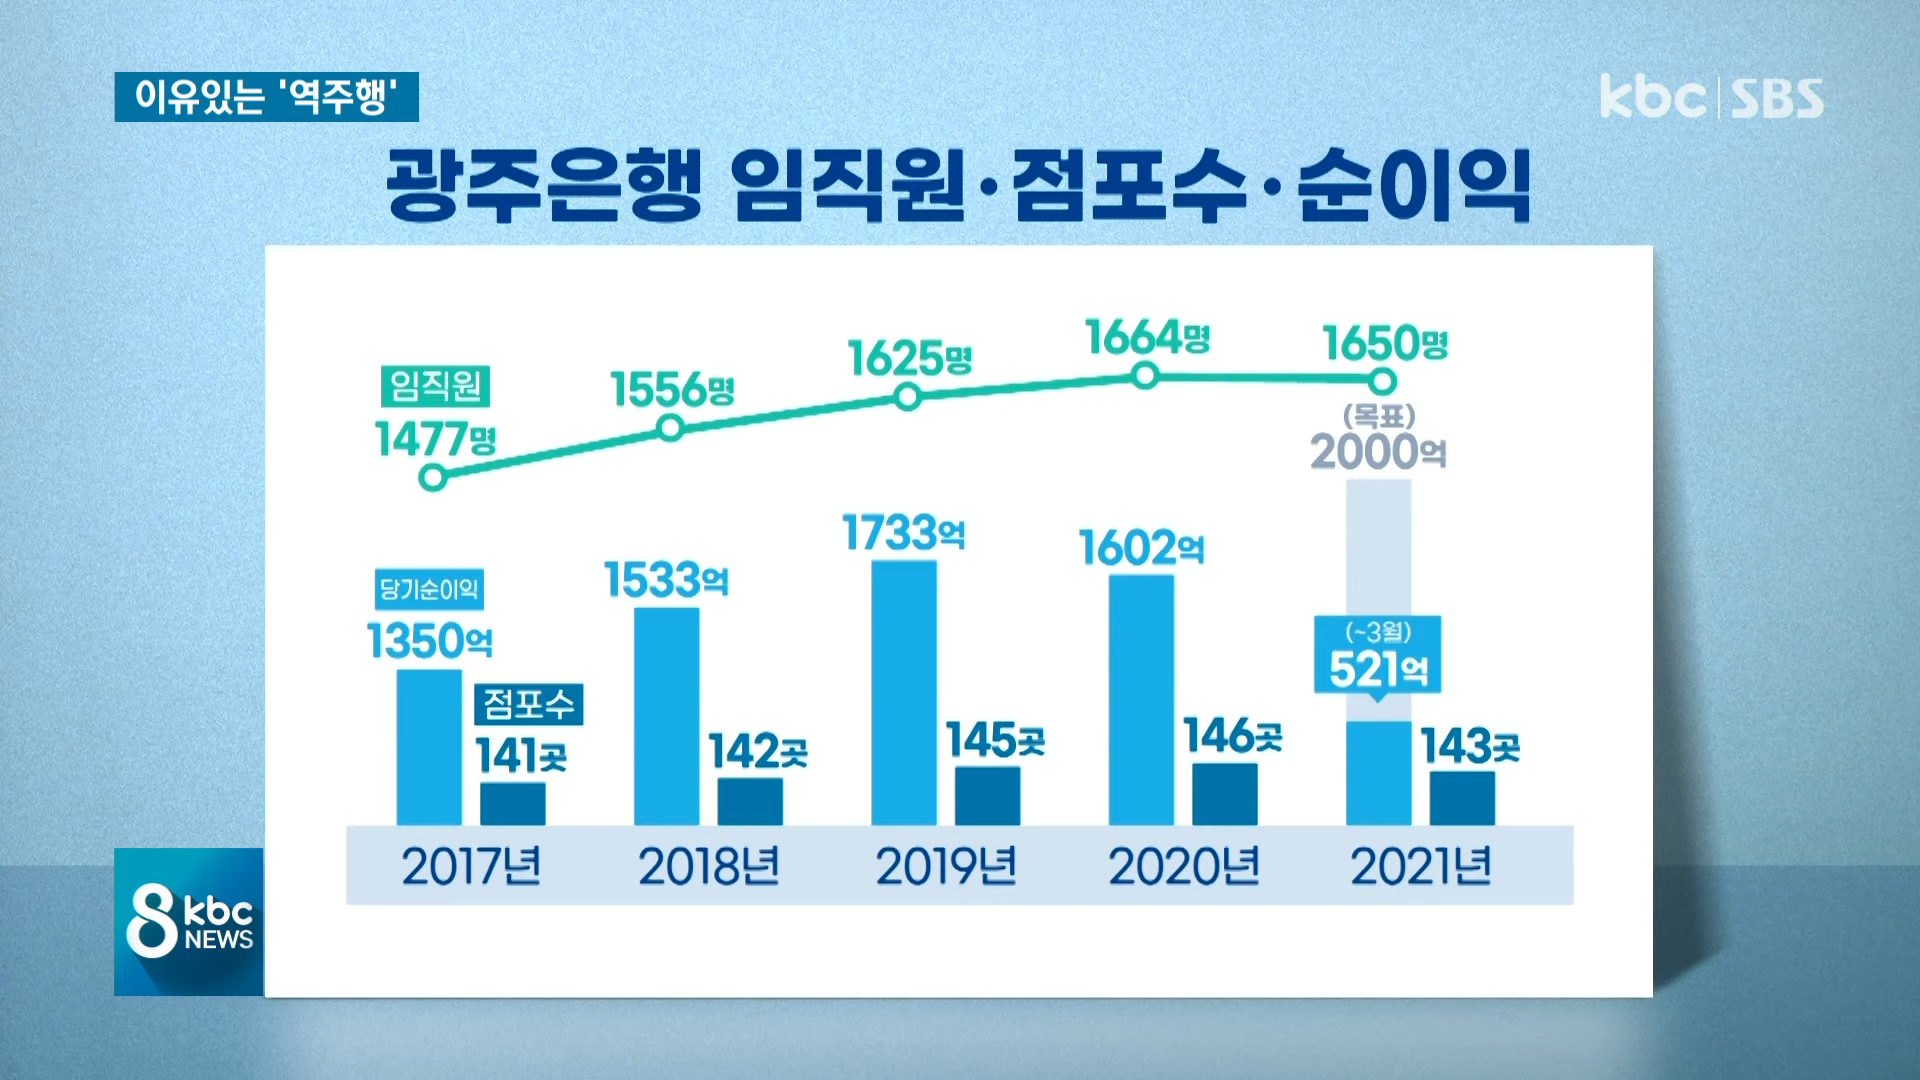 이유있는 '역주행'
kbc SBS
광주은행 임직원·점포수·순이익
임직원
1477명
1556명
1625명
1664명
1650명
당기순이익
1350억
1533억
1733억
1602억
(목표)
2000억
(~3월)
521억
점포수
141곳
142곳
145곳
146곳
143곳
2017년
2018년
2019년
2020년
2021년
8 kbc
NEWS